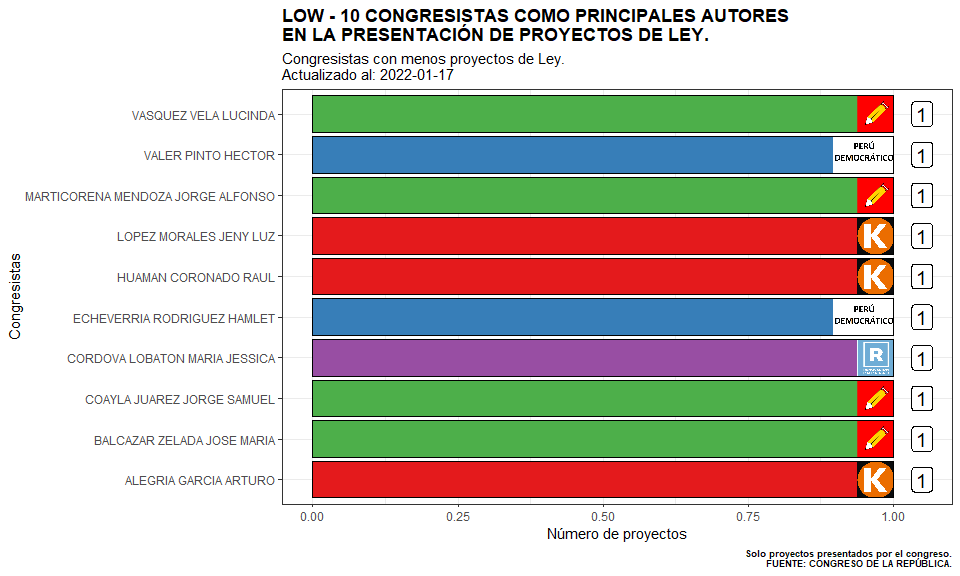 LOW - 10 CONGRESISTAS COMO PRINCIPALES AUTORES
EN LA PRESENTACIÓN DE PROYECTOS DE LEY.
Congresistas con menos proyectos de Ley.
Actualizado al: 2022-01-17
Congresistas
VASQUEZ VELA LUCINDA 1
VALER PINTO HECTOR PERÚ DEMOCRÁTICO 1
MARTICORENA MENDOZA JORGE ALFONSO 1
LOPEZ MORALES JENY LUZ K 1
HUAMAN CORONADO RAUL K 1
ECHEVERRIA RODRIGUEZ HAMLET PERÚ DEMOCRÁTICO 1
CORDOVA LOBATON MARIA JESSICA R 1
COAYLA JUAREZ JORGE SAMUEL 1
BALCAZAR ZELADA JOSE MARIA 1
ALEGRIA GARCIA ARTURO K 1
0.00 0.25 0.50 0.75 1.00
Número de proyectos
Solo proyectos presentados por el congreso.
FUENTE: CONGRESO DE LA REPÚBLICA.